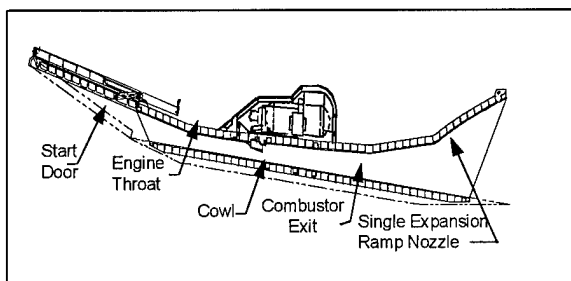 Start
Door
Engine
Throat
Cowl
Combustor
Exit
Single Expansion
Ramp Nozzle